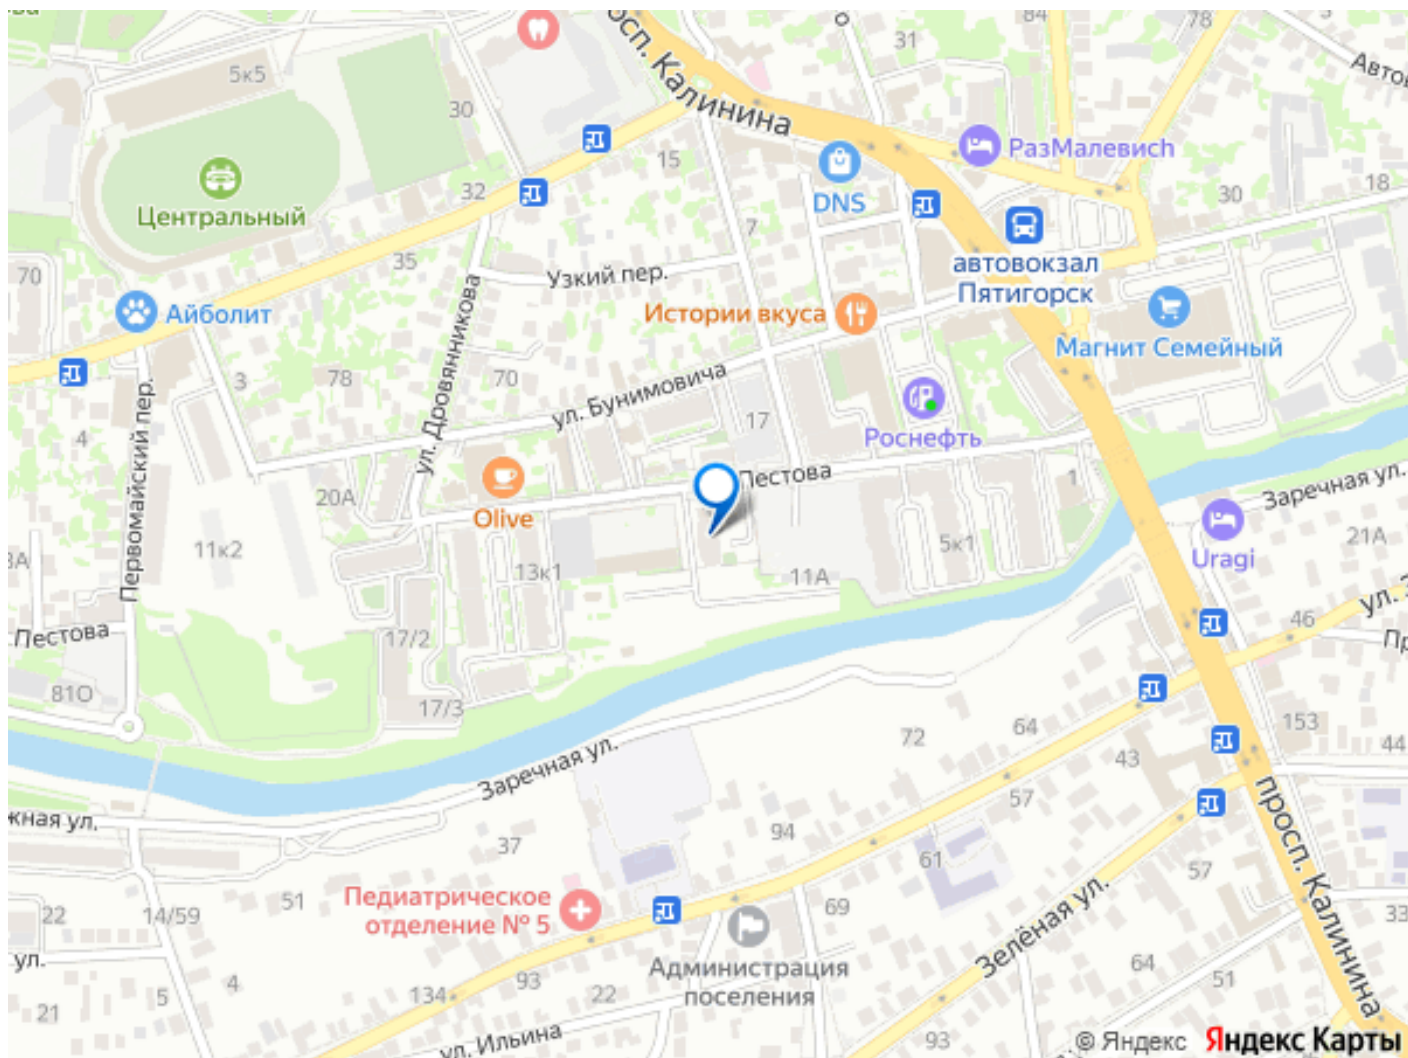 84
78
31
Автов
5к5
просп. Калинина
30
15
РазМалевич
18
32
DNS
30
Центральный
7
35
автовокзал
Пятигорск
Узкий пер.
70
Айболит
Истории вкуса
Магнит Семейный
ул. Дровянникова
3
78
70
ул. Бунимовича
17
4
Первомайский пер.
Роснефть
Пестова
1
Заречная ул.
20А
Olive
21А
11к2
5к1
Uragi
13к1
11А
46
Пестова
17/2
81О
17/3
64
72
153
44
43
Заречная ул.
57
94
просп. Калинина
37
61
57
51
Педиатрическое
отделение № 5
22
14/59
69
33
Зелёная ул.
ул.
Администрация
поселения
64
51
4
93
5
134
22
21
ул. Ильина
93
© Яндекс Яндекс Карты